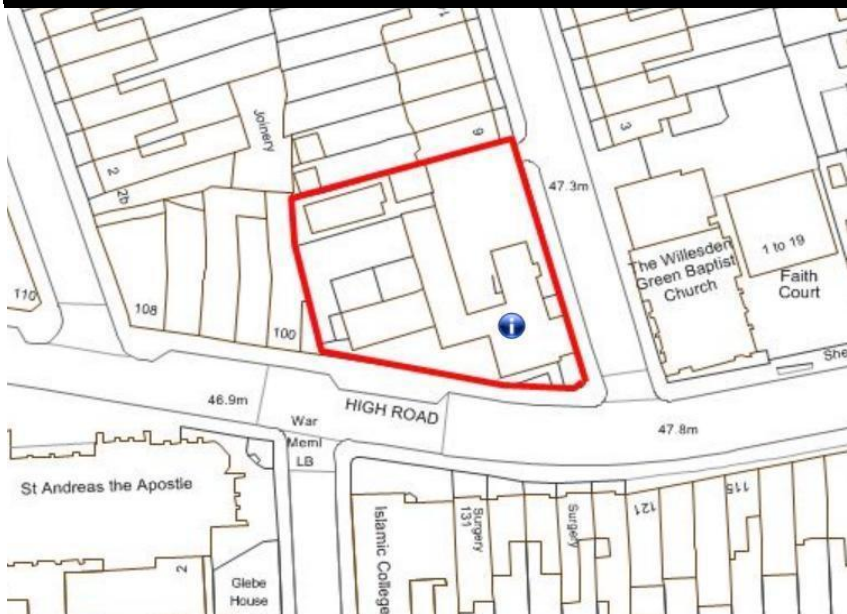 11
9
3
Joinery
2
2b
47.3m
The Willesden
Green Baptist
Church
1 to 19
Faith
Court
110
108
100
i
She
46.9m
HIGH ROAD
47.8m
War
Meml
LB
St Andreas the Apostle
2
Glebe
House
Islamic College
Surgery
131
Surgery
121
115